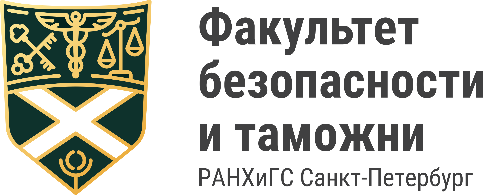 Факультет
безопасности
и таможни
РАНХиГС Санкт-Петербург